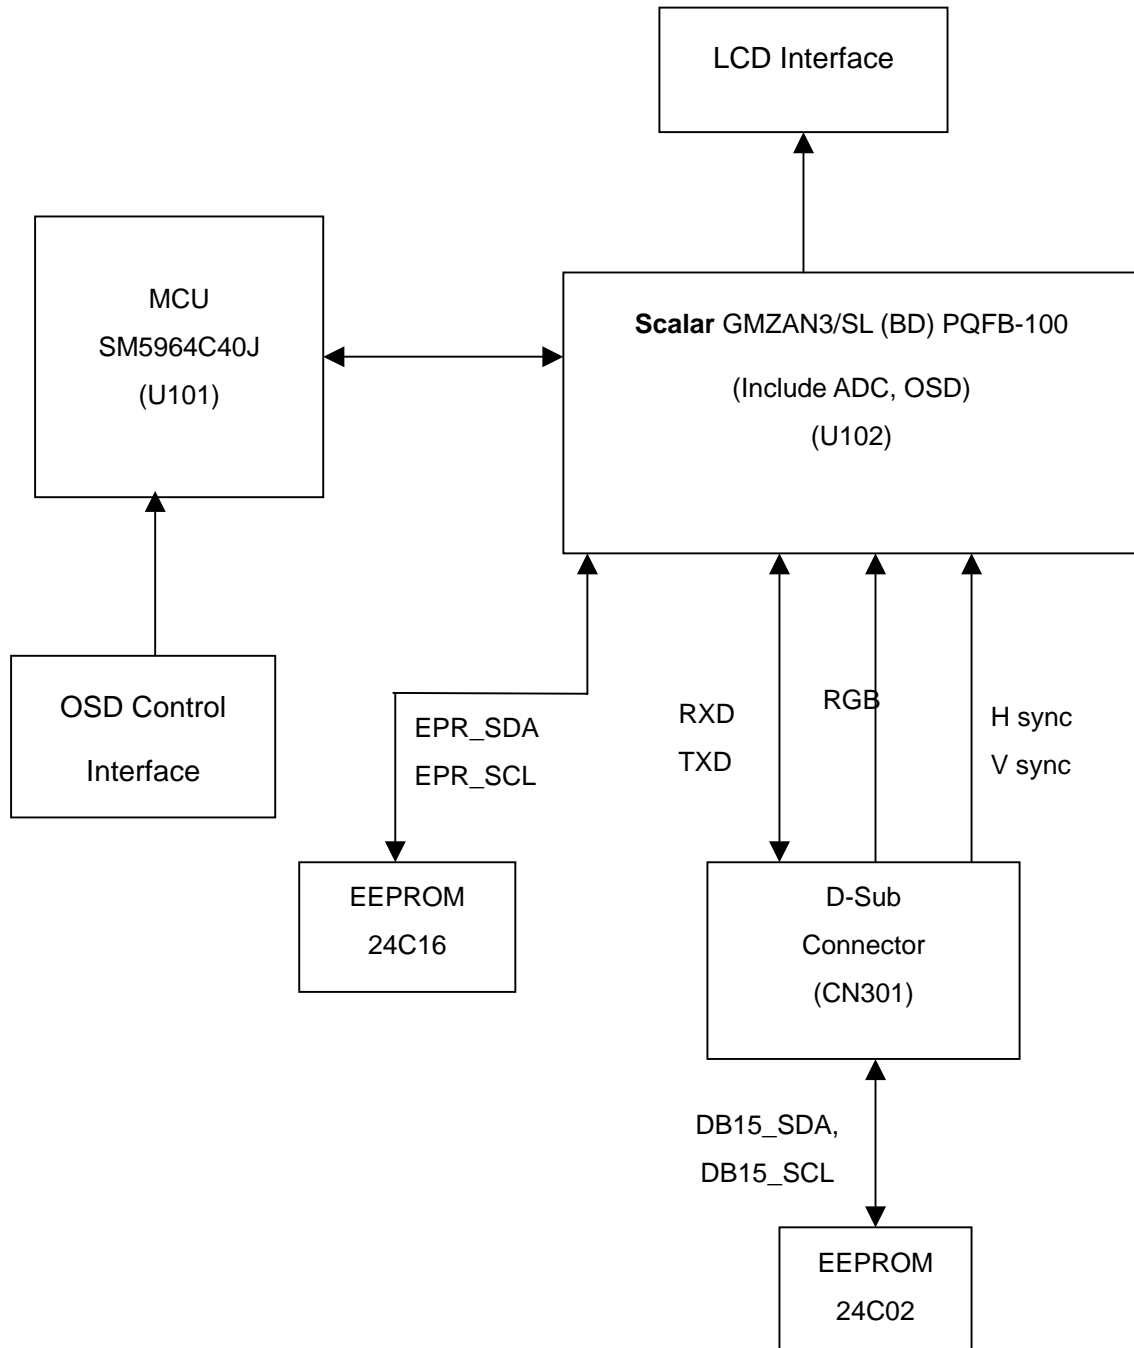 LCD Interface
MCU
SM5964C40J
(U101)
Scalar GMZAN3/SL (BD) PQFB-100
(Include ADC, OSD)
(U102)
OSD Control
Interface
EPR_SDA
EPR_SCL
RXD
TXD
RGB
H sync
V sync
EEPROM
24C16
D-Sub
Connector
(CN301)
DB15_SDA,
DB15_SCL
EEPROM
24C02